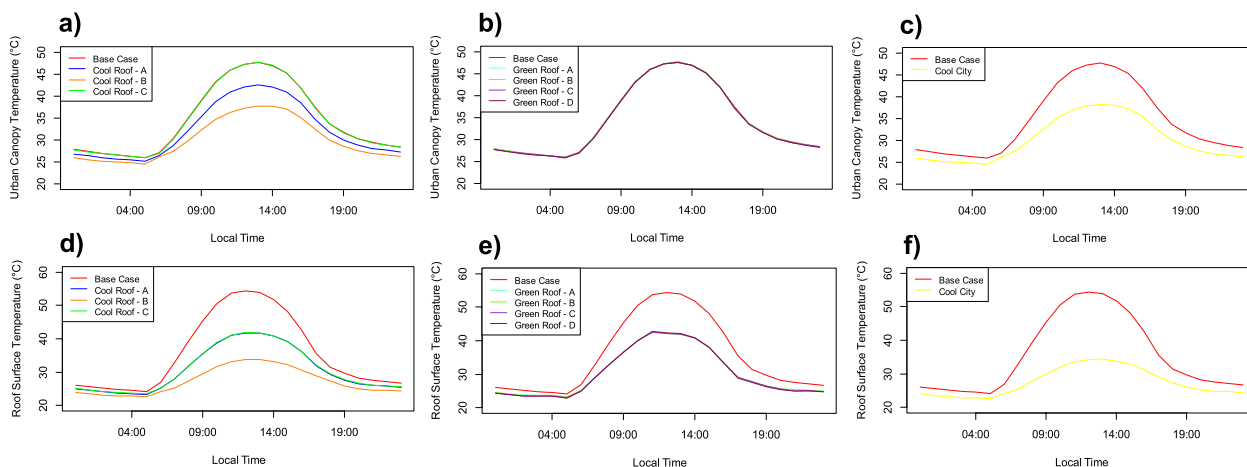 a)
Urban Canopy Temperature (°C)
50
45
40
35
30
25
20
Base Case
Cool Roof - A
Cool Roof - B
Cool Roof - C
04:00 09:00 14:00 19:00
Local Time
b)
Urban Canopy Temperature (°C)
50
45
40
35
30
25
20
Base Case
Green Roof - A
Green Roof - B
Green Roof - C
Green Roof - D
04:00 09:00 14:00 19:00
Local Time
c)
Urban Canopy Temperature (°C)
50
45
40
35
30
25
20
Base Case
Cool City
04:00 09:00 14:00 19:00
Local Time
d)
Roof Surface Temperature (°C)
60
50
40
30
20
Base Case
Cool Roof - A
Cool Roof - B
Cool Roof - C
04:00 09:00 14:00 19:00
Local Time
e)
Roof Surface Temperature (°C)
60
50
40
30
20
Base Case
Green Roof - A
Green Roof - B
Green Roof - C
Green Roof - D
04:00 09:00 14:00 19:00
Local Time
f)
Roof Surface Temperature (°C)
60
50
40
30
20
Base Case
Cool City
04:00 09:00 14:00 19:00
Local Time